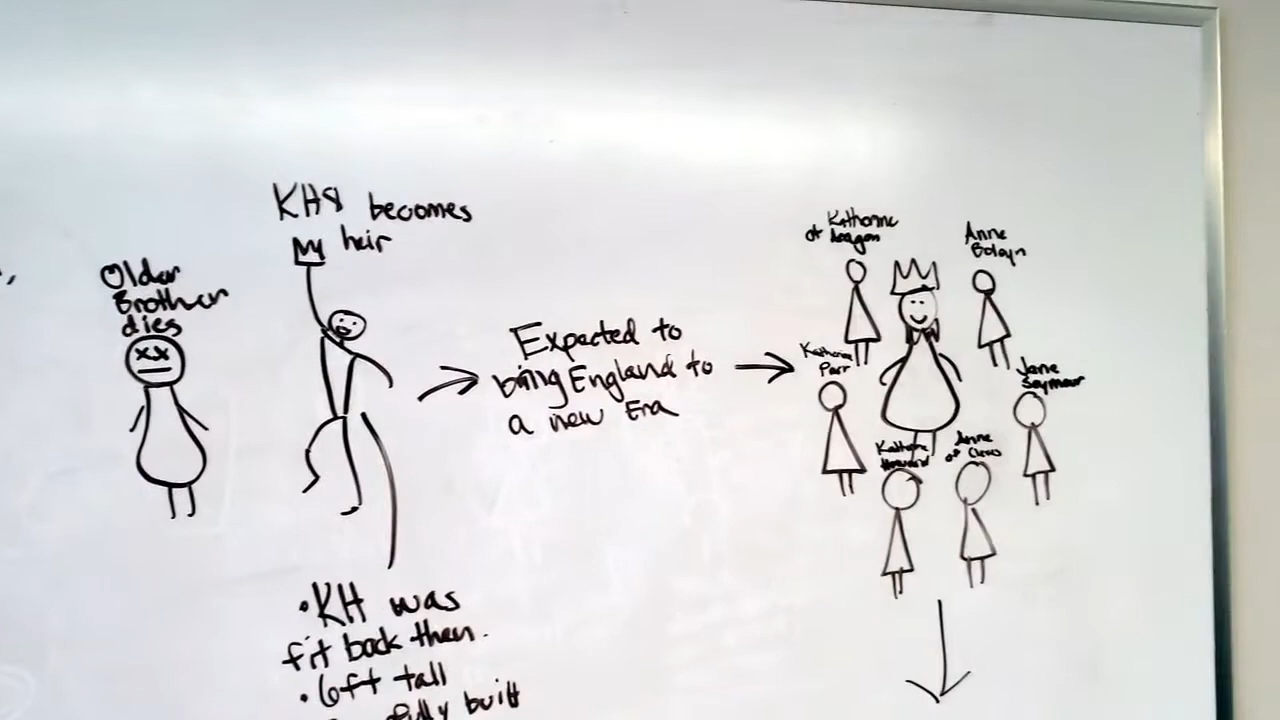 Older
Brother
dies
KH8 becomes
heir
Expected to
bring England to
a new Era
Katherine
of Aragon
Anne
Boleyn
Katherine
Parr
Jane
Seymour
Katherine
Howard
Anne
of Cleves
• KH was
fit back then.
• 6ft tall
built